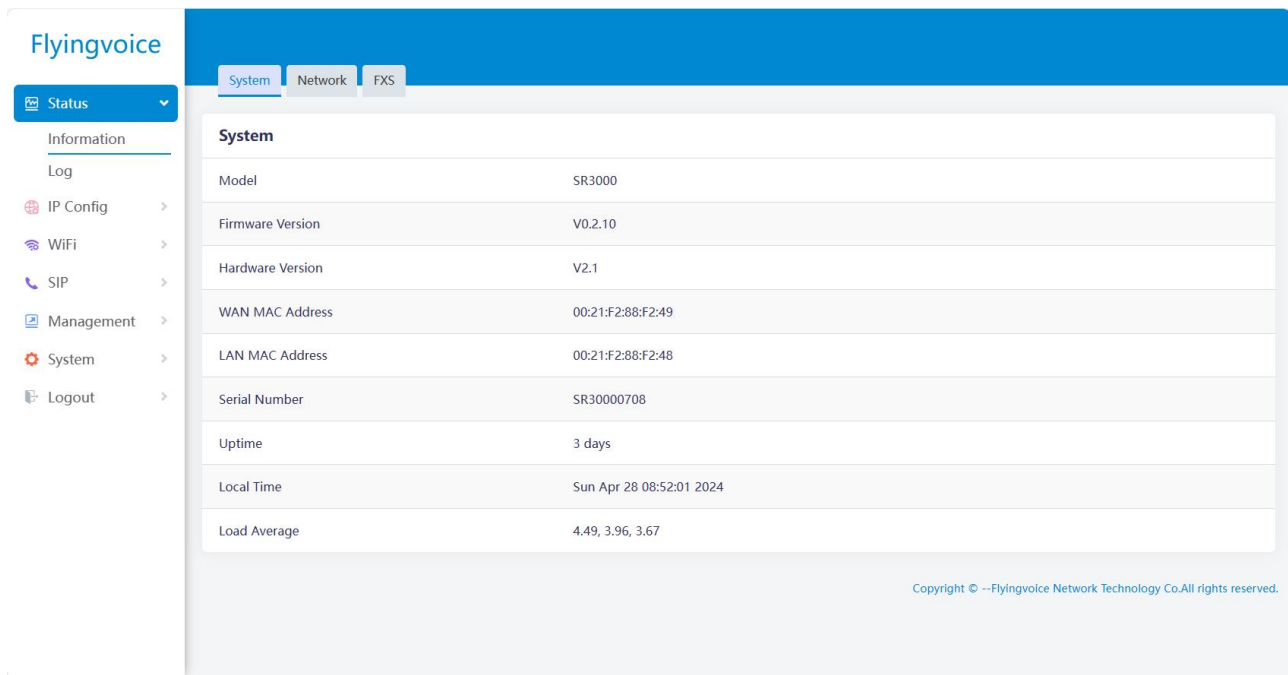 Flyingvoice
System Network FXS
Status
Information
Log
IP Config
WiFi
SIP
Management
System
Logout
System
Model SR3000
Firmware Version V0.2.10
Hardware Version V2.1
WAN MAC Address 00:21:F2:88:F2:49
LAN MAC Address 00:21:F2:88:F2:48
Serial Number SR30000708
Uptime 3 days
Local Time Sun Apr 28 08:52:01 2024
Load Average 4.49, 3.96, 3.67
Copyright © --Flyingvoice Network Technology Co.All rights reserved.